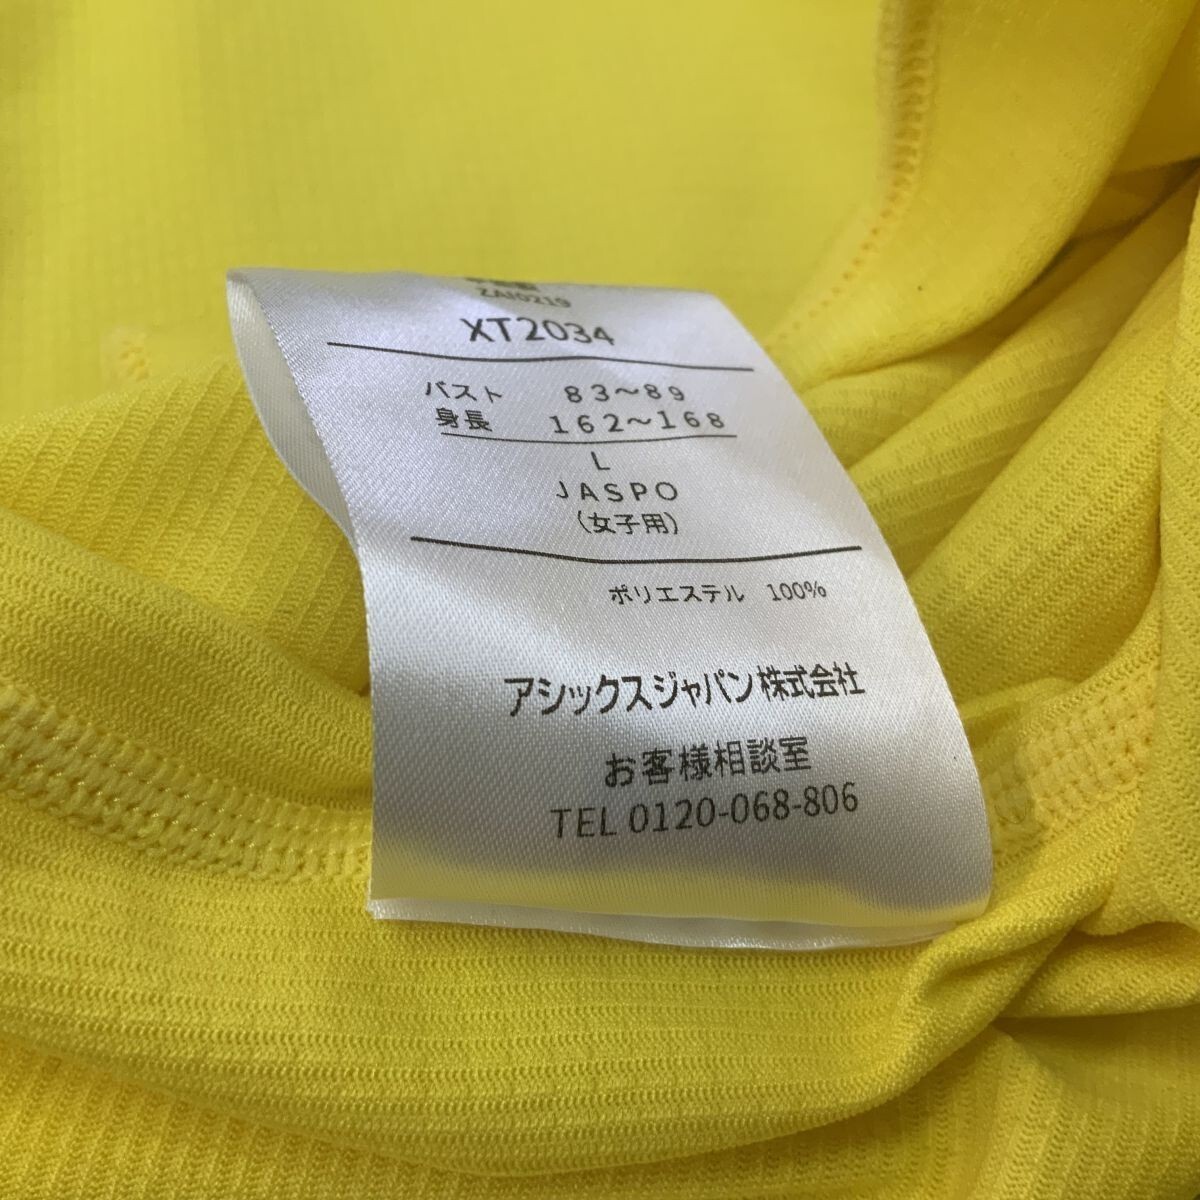 ZAI0219
XT2034
バスト 83～89
身長 162～168
L
JASPO
(女子用)
ポリエステル 100%
アシックスジャパン株式会社
お客様相談室
TEL 0120-068-806